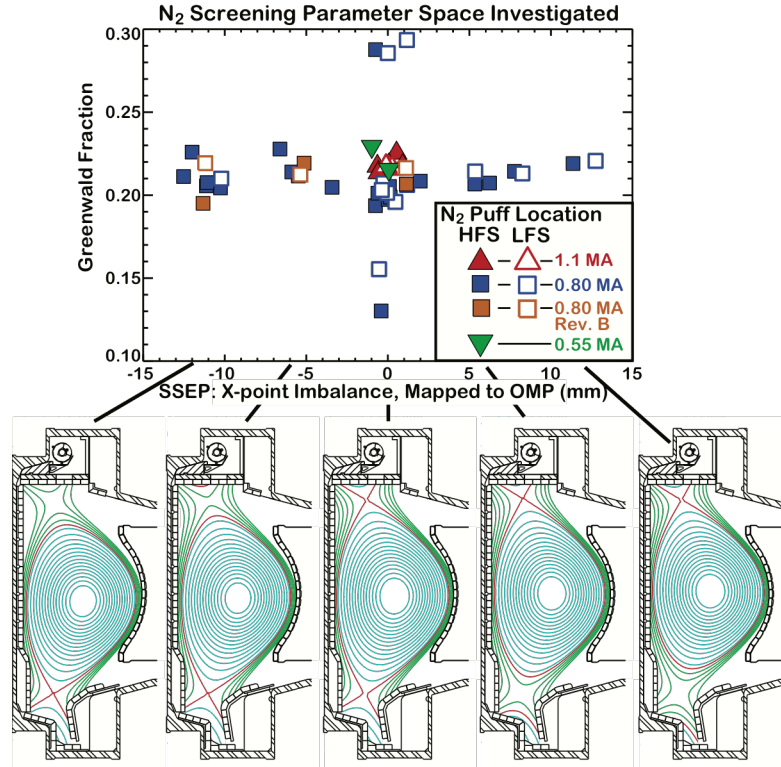 N₂ Screening Parameter Space Investigated
0.30
0.25
0.20
0.15
0.10
Greenwald Fraction
N₂ Puff Location
HFS LFS
1.1 MA
0.80 MA
0.80 MA
Rev. B
0.55 MA
-15 -10 -5 0 5 10 15
SSEP: X-point Imbalance, Mapped to OMP (mm)